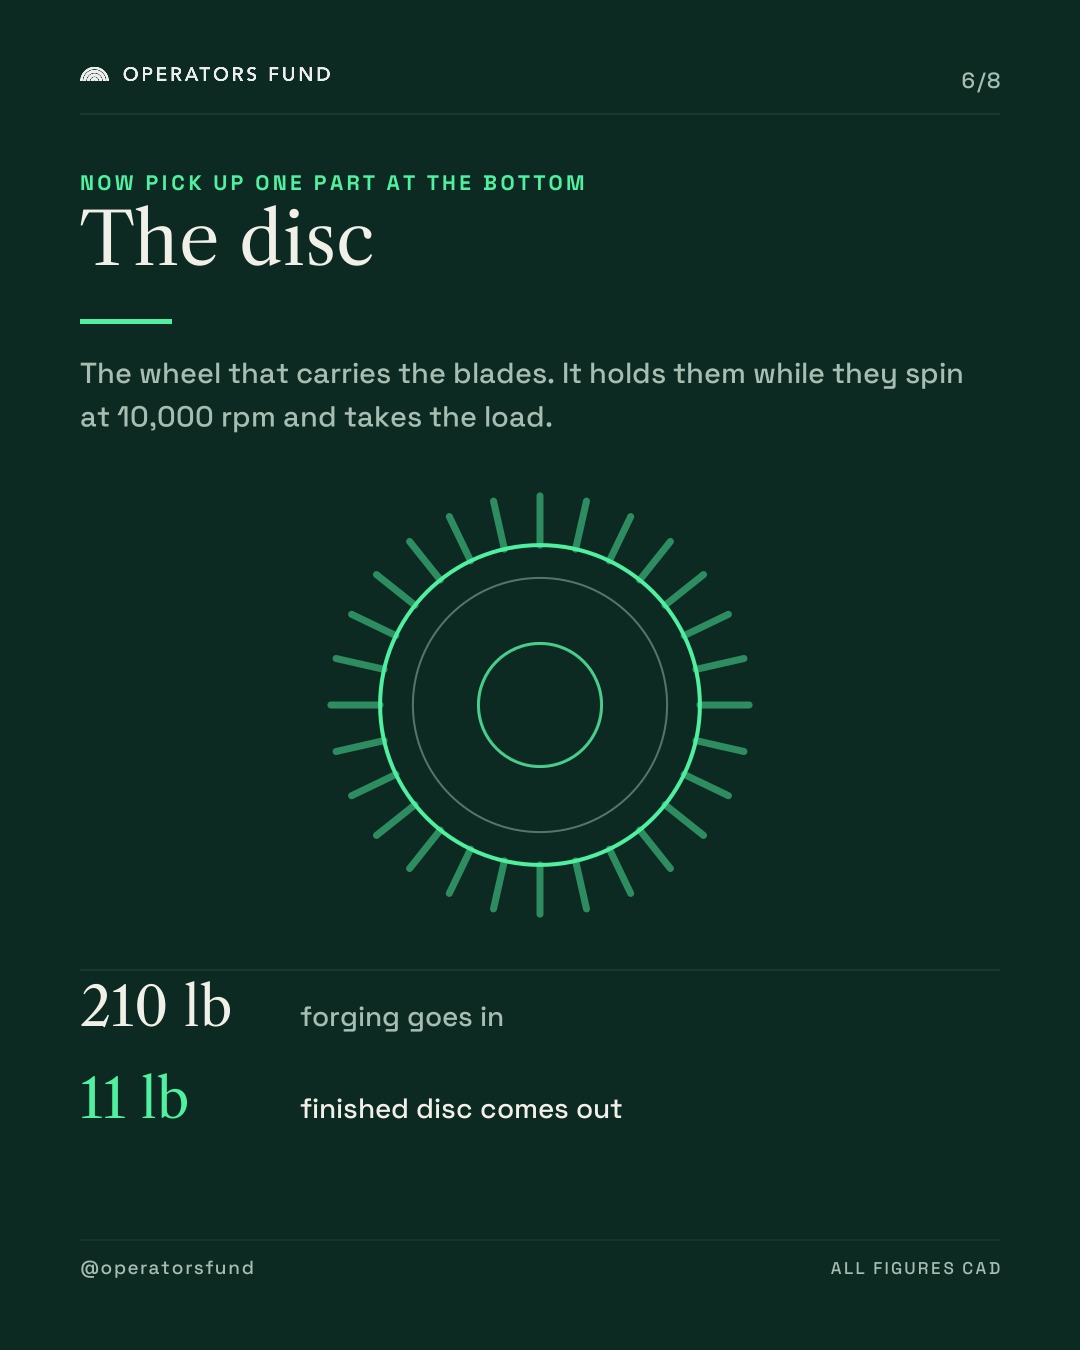 OPERATORS FUND
6/8
NOW PICK UP ONE PART AT THE BOTTOM
The disc
The wheel that carries the blades. It holds them while they spin
at 10,000 rpm and takes the load.
210 lb forging goes in
11 lb finished disc comes out
@operatorsfund
ALL FIGURES CAD